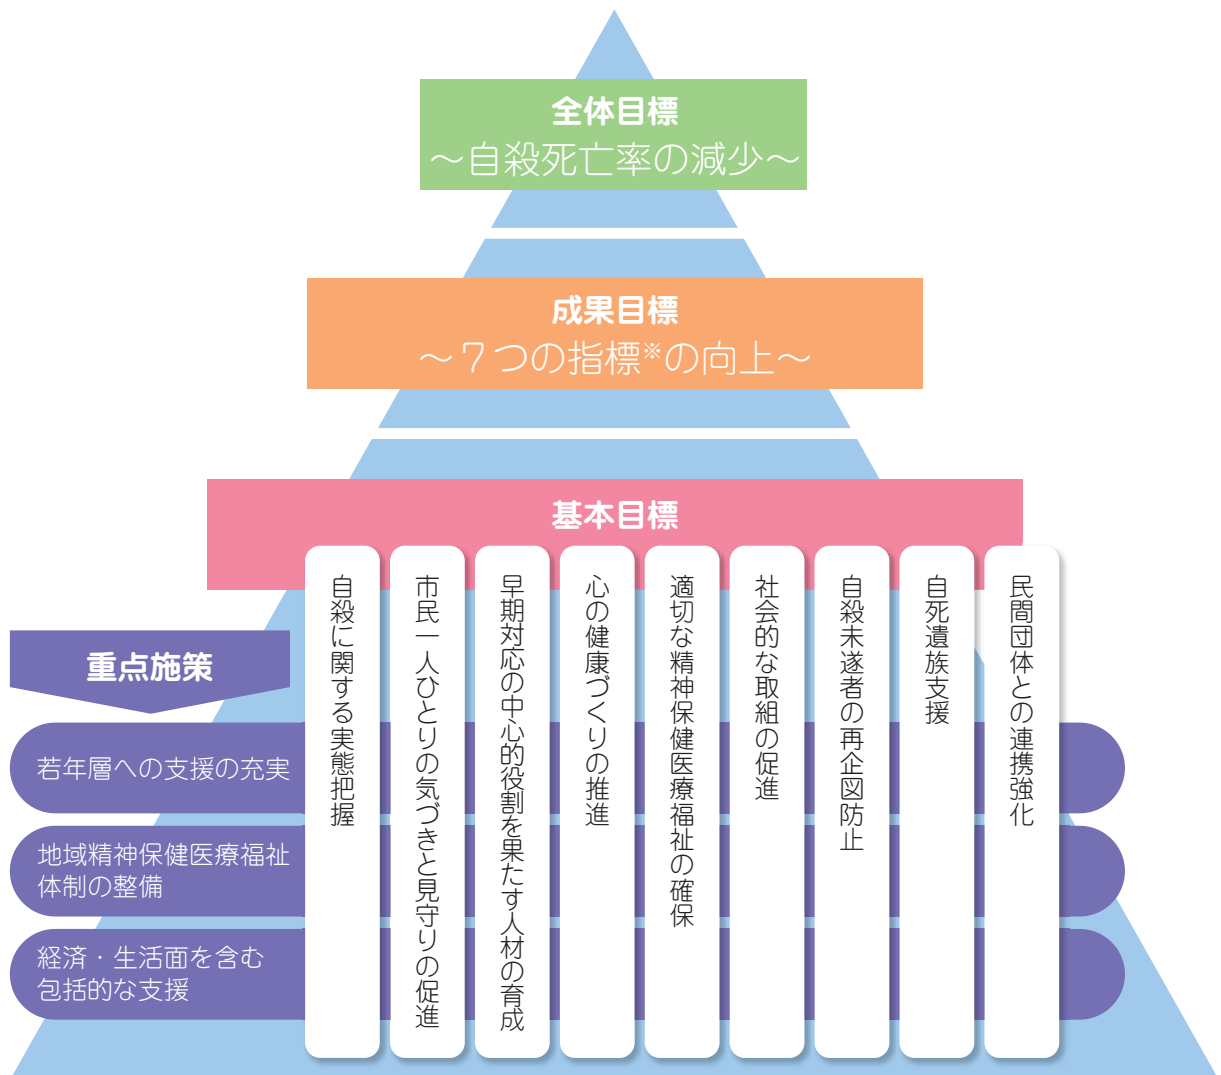 全体目標
～自殺死亡率の減少～
成果目標
～７つの指標※の向上～
基本目標
自殺に関する実態把握
市民一人ひとりの気づきと見守りの促進
早期対応の中心的役割を果たす人材の育成
心の健康づくりの推進
適切な精神保健医療福祉の確保
社会的な取組の促進
自殺未遂者の再企図防止
自死遺族支援
民間団体との連携強化
重点施策
若年層への支援の充実
地域精神保健医療福祉
体制の整備
経済・生活面を含む
包括的な支援